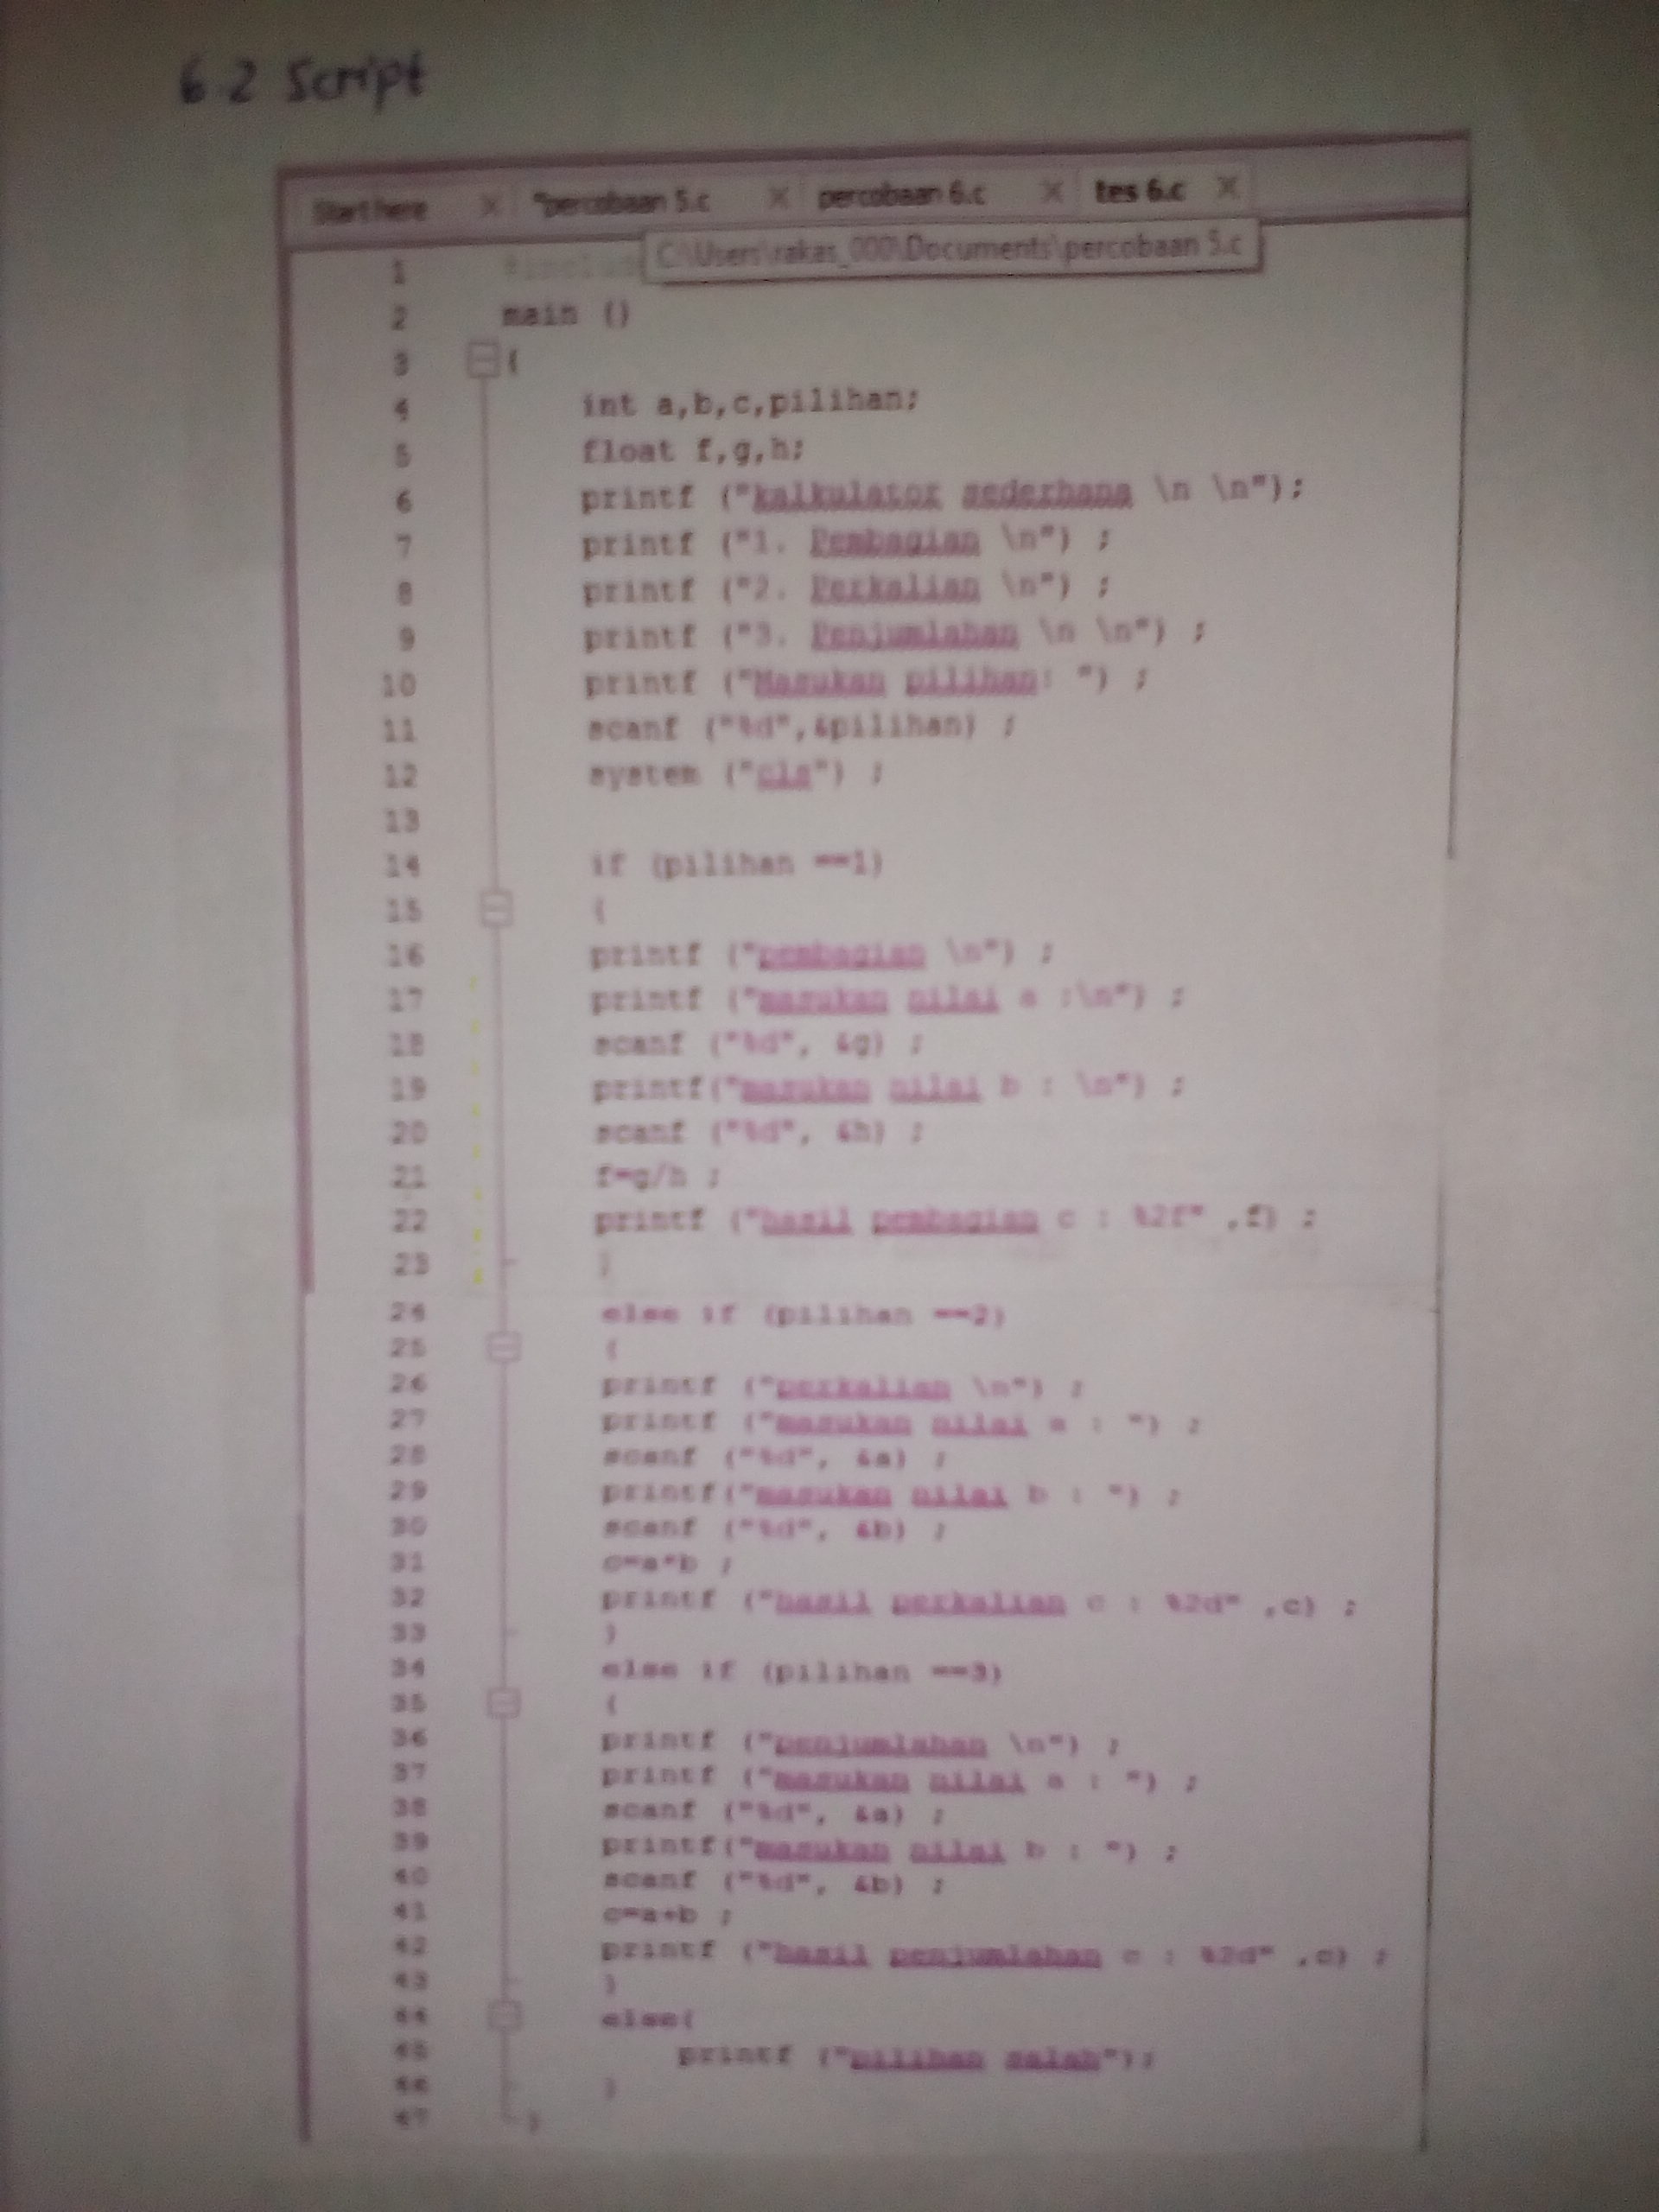 6.2 Script
Start here × *percobaan 5.c × percobaan 6.c × tes 6.c ×
C:\Users\rakas_000\Documents\percobaan 5.c
1
2 main ()
3 {
4 int a,b,c,pilihan;
5 float f,g,h;
6 printf ("kalkulator sederhana \n \n");
7 printf ("1. Pembagian \n") ;
8 printf ("2. Perkalian \n") ;
9 printf ("3. Penjumlahan \n \n") ;
10 printf ("Masukan pilihan: ") ;
11 scanf ("%d",&pilihan) ;
12 system ("cls") ;
13
14 if (pilihan ==1)
15 {
16 printf ("pembagian \n") ;
17 printf ("masukan nilai a :\n") ;
18 scanf ("%d", &g) ;
19 printf("masukan nilai b : \n") ;
20 scanf ("%d", &h) ;
21 f=g/h ;
22 printf ("hasil pembagian c : %2f" ,f) ;
23 }
24 else if (pilihan ==2)
25 {
26 printf ("perkalian \n") ;
27 printf ("masukan nilai a : ") ;
28 scanf ("%d", &a) ;
29 printf("masukan nilai b : ") ;
30 scanf ("%d", &b) ;
31 c=a*b ;
32 printf ("hasil perkalian c : %2d" ,c) ;
33 }
34 else if (pilihan ==3)
35 {
36 printf ("penjumlahan \n") ;
37 printf ("masukan nilai a : ") ;
38 scanf ("%d", &a) ;
39 printf("masukan nilai b : ") ;
40 scanf ("%d", &b) ;
41 c=a+b ;
42 printf ("hasil penjumlahan c : %2d" ,c) ;
43 }
44 else{
45 printf ("pilihan salah");
46 }
47 }